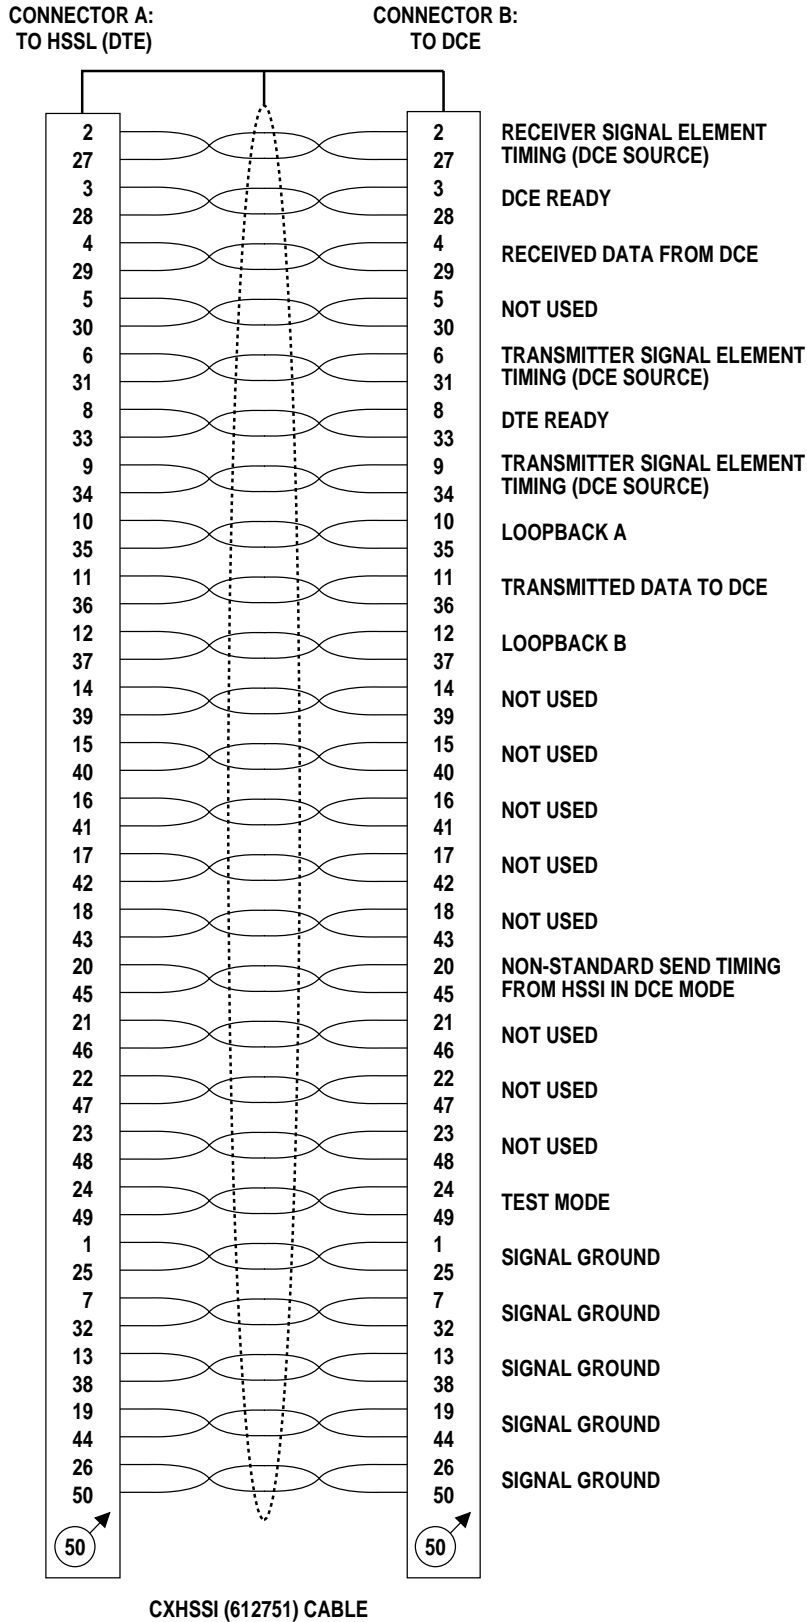 CONNECTOR A:
TO HSSL (DTE)
CONNECTOR B:
TO DCE
2 2 RECEIVER SIGNAL ELEMENT
27 27 TIMING (DCE SOURCE)
3 3
DCE READY
28 28
4 4
RECEIVED DATA FROM DCE
29 29
5 5
NOT USED
30 30
6 6 TRANSMITTER SIGNAL ELEMENT
31 31 TIMING (DCE SOURCE)
8 8
DTE READY
33 33
9 9 TRANSMITTER SIGNAL ELEMENT
34 34 TIMING (DCE SOURCE)
10 10
LOOPBACK A
35 35
11 11
TRANSMITTED DATA TO DCE
36 36
12 12
LOOPBACK B
37 37
14 14
NOT USED
39 39
15 15
NOT USED
40 40
16 16
NOT USED
41 41
17 17
NOT USED
42 42
18 18
NOT USED
43 43
20 20 NON-STANDARD SEND TIMING
45 45 FROM HSSI IN DCE MODE
21 21
NOT USED
46 46
22 22
NOT USED
47 47
23 23
NOT USED
48 48
24 24
TEST MODE
49 49
1 1
SIGNAL GROUND
25 25
7 7
SIGNAL GROUND
32 32
13 13
SIGNAL GROUND
38 38
19 19
SIGNAL GROUND
44 44
26 26
SIGNAL GROUND
50 50
50 50
CXHSSI (612751) CABLE